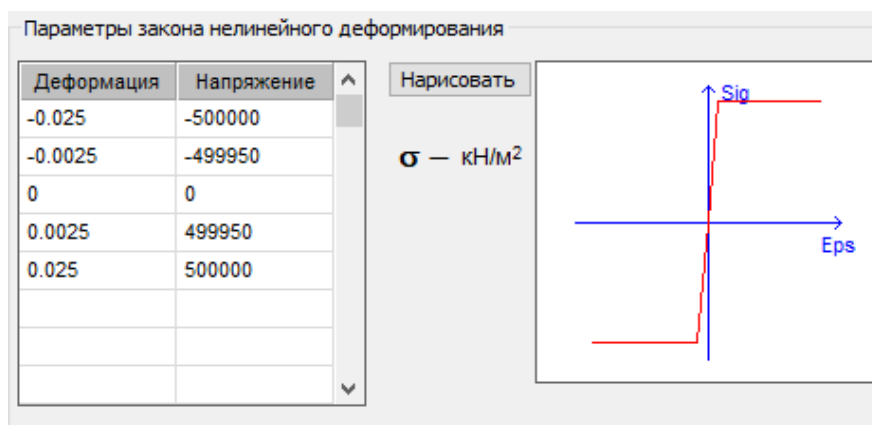 Параметры закона нелинейного деформирования
Деформация Напряжение
-0.025 -500000
-0.0025 -499950
0 0
0.0025 499950
0.025 500000
Нарисовать
σ – кН/м²
Sig
Eps